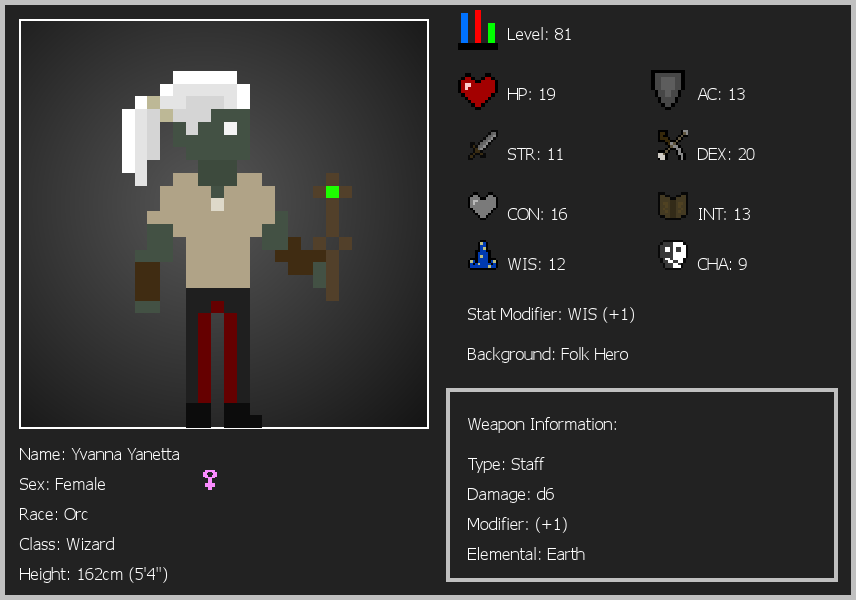 Level: 81
HP: 19
AC: 13
STR: 11
DEX: 20
CON: 16
INT: 13
WIS: 12
CHA: 9
Stat Modifier: WIS (+1)
Background: Folk Hero
Weapon Information:
Type: Staff
Damage: d6
Modifier: (+1)
Elemental: Earth
Name: Yvanna Yanetta
Sex: Female
Race: Orc
Class: Wizard
Height: 162cm (5'4")